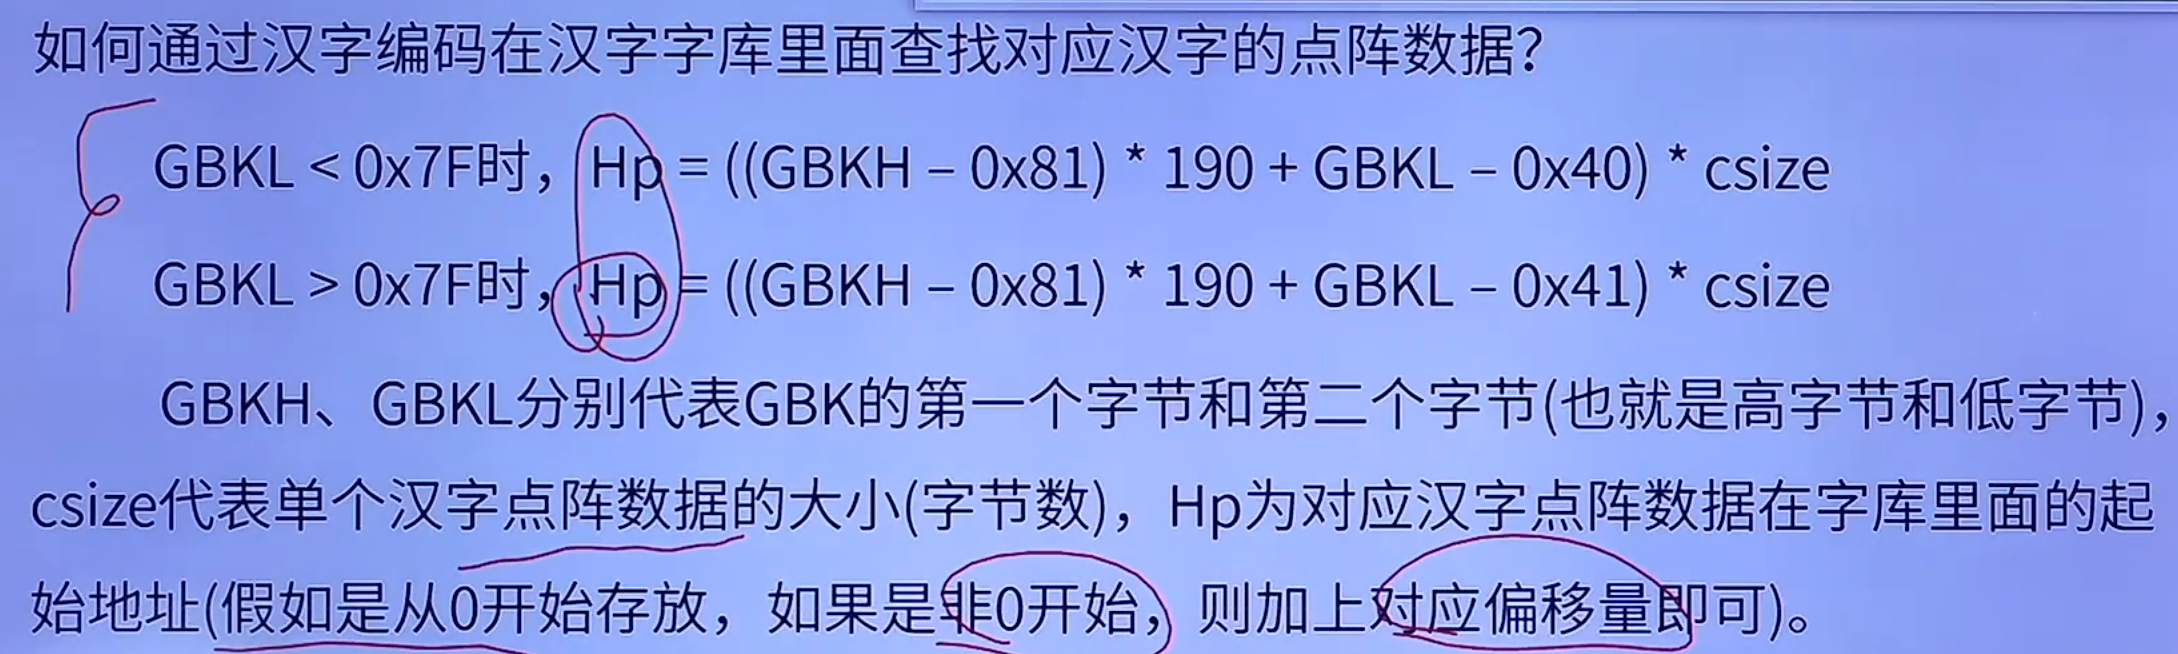 如何通过汉字编码在汉字字库里面查找对应汉字的点阵数据？
GBKL < 0x7F时，Hp = ((GBKH – 0x81) * 190 + GBKL – 0x40) * csize
GBKL > 0x7F时，Hp = ((GBKH – 0x81) * 190 + GBKL – 0x41) * csize
GBKH、GBKL分别代表GBK的第一个字节和第二个字节(也就是高字节和低字节)，
csize代表单个汉字点阵数据的大小(字节数)，Hp为对应汉字点阵数据在字库里面的起
始地址(假如是从0开始存放，如果是非0开始，则加上对应偏移量即可)。